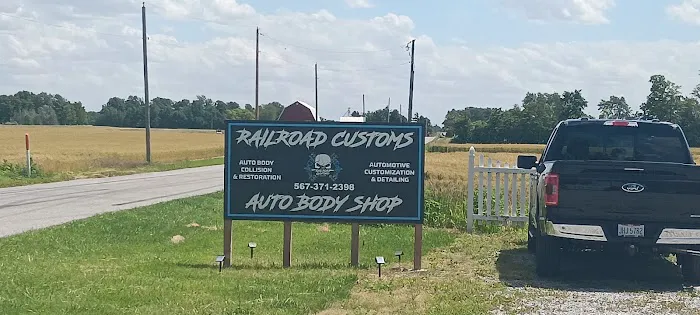 RAILROAD CUSTOMS
AUTO BODY
COLLISION
& RESTORATION
AUTOMOTIVE
CUSTOMIZATION
& DETAILING
567-371-2398
AUTO BODY SHOP
Ford